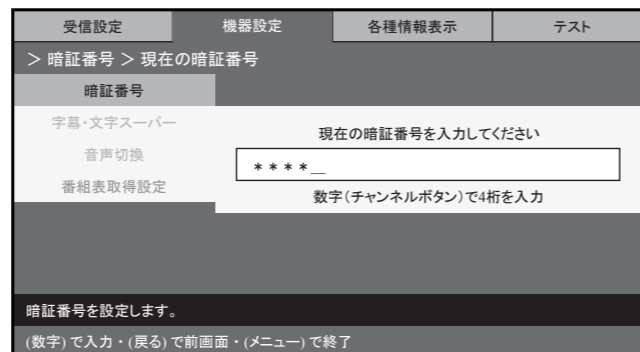 受信設定 機器設定 各種情報表示 テスト
＞ 暗証番号 ＞ 現在の暗証番号
暗証番号
字幕・文字スーパー
音声切換
番組表取得設定
現在の暗証番号を入力してください
＊＊＊＊＿
数字（チャンネルボタン）で4桁を入力
暗証番号を設定します。
(数字) で入力・(戻る) で前画面・(メニュー) で終了